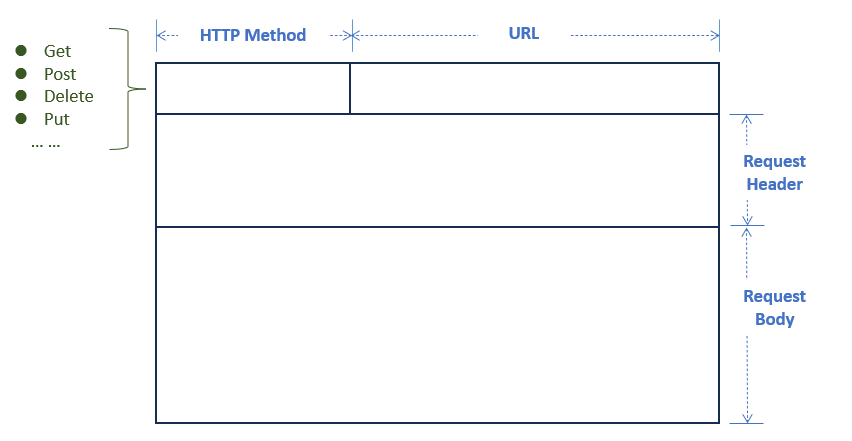 HTTP Method
URL
● Get
● Post
● Delete
● Put
... ...
Request
Header
Request
Body